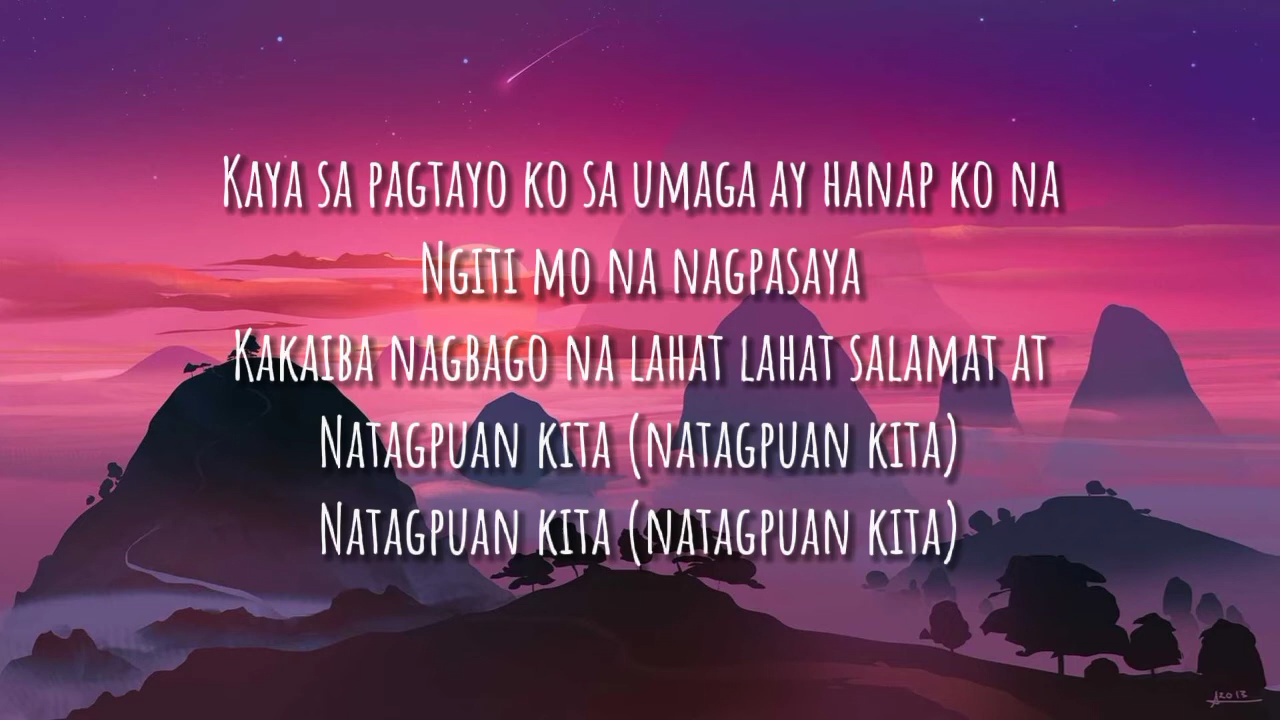 Kaya sa pagtayo ko sa umaga ay hanap ko na
Ngiti mo na nagpasaya
Kakaiba nagbago na lahat lahat salamat at
Natagpuan kita (natagpuan kita)
Natagpuan kita (natagpuan kita)
2013